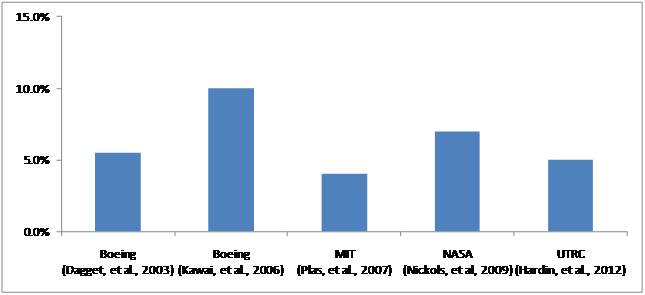 15.0%
10.0%
5.0%
0.0%
Boeing
(Dagget, et al., 2003)
Boeing
(Kawai, et al., 2006)
MIT
(Plas, et al., 2007)
NASA
(Nickols, et al, 2009)
UTRC
(Hardin, et al., 2012)